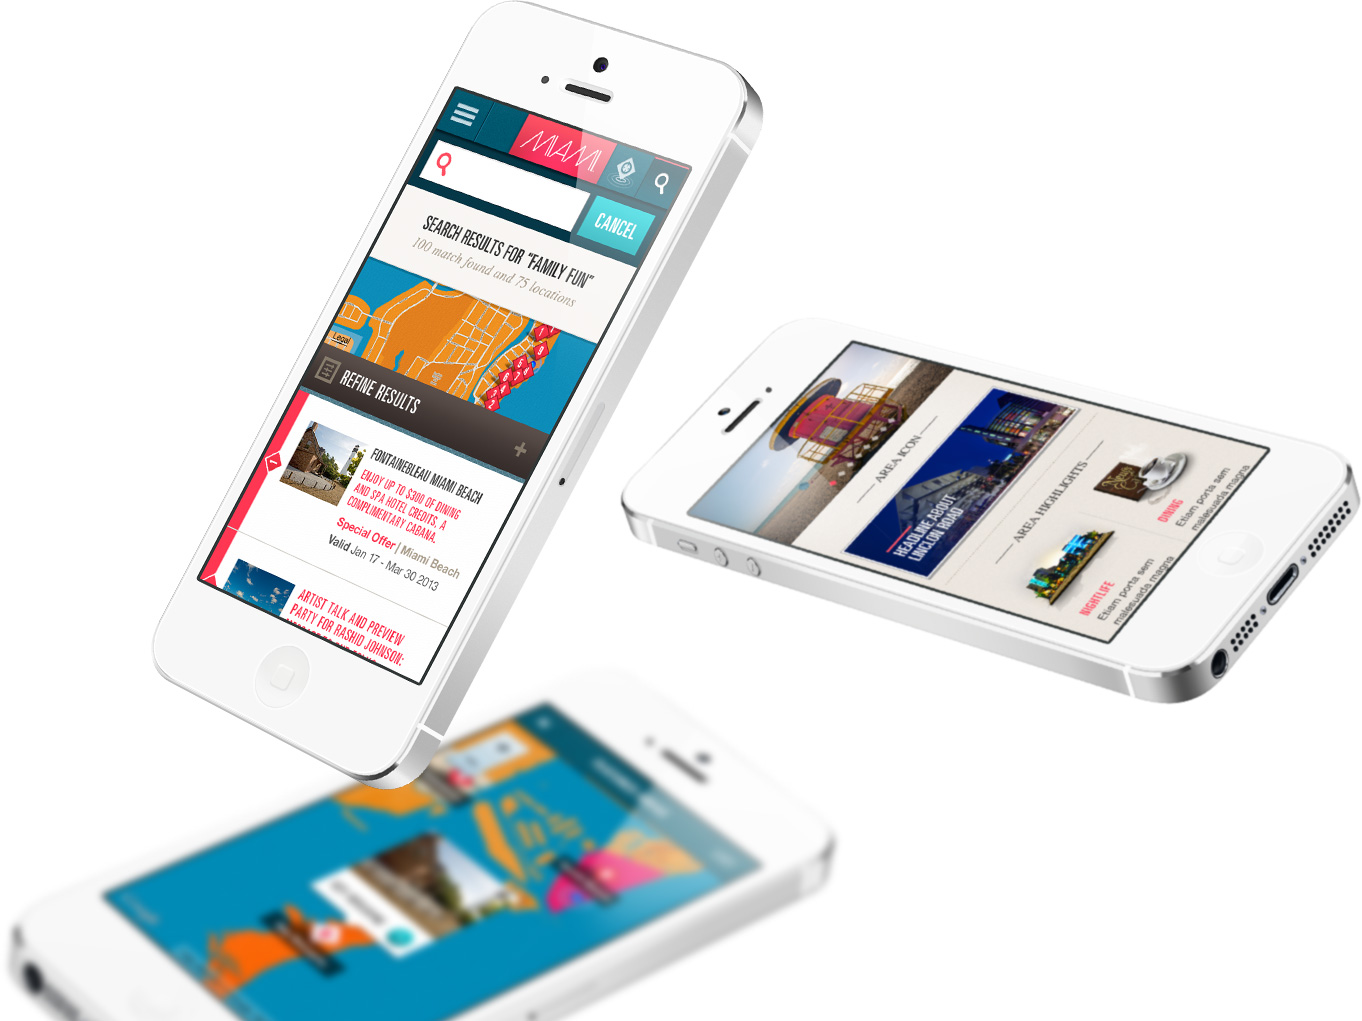 MIAMI
CANCEL
SEARCH RESULTS FOR "FAMILY FUN"
100 match found and 75 locations
Legal
REFINE RESULTS
1
FONTAINEBLEAU MIAMI BEACH
ENJOY UP TO $300 OF DINING
AND SPA HOTEL CREDITS, A
COMPLIMENTARY CABANA.
Special Offer | Miami Beach
Valid Jan 17 - Mar 30 2013
ARTIST TALK AND PREVIEW
PARTY FOR RASHID JOHNSON:
AREA ICON
HEADLINE ABOUT
LINCLON ROAD
AREA HIGHLIGHTS
DINING
Etiam porta sem
malesuada magna
NIGHTLIFE
Etiam porta sem
malesuada magna